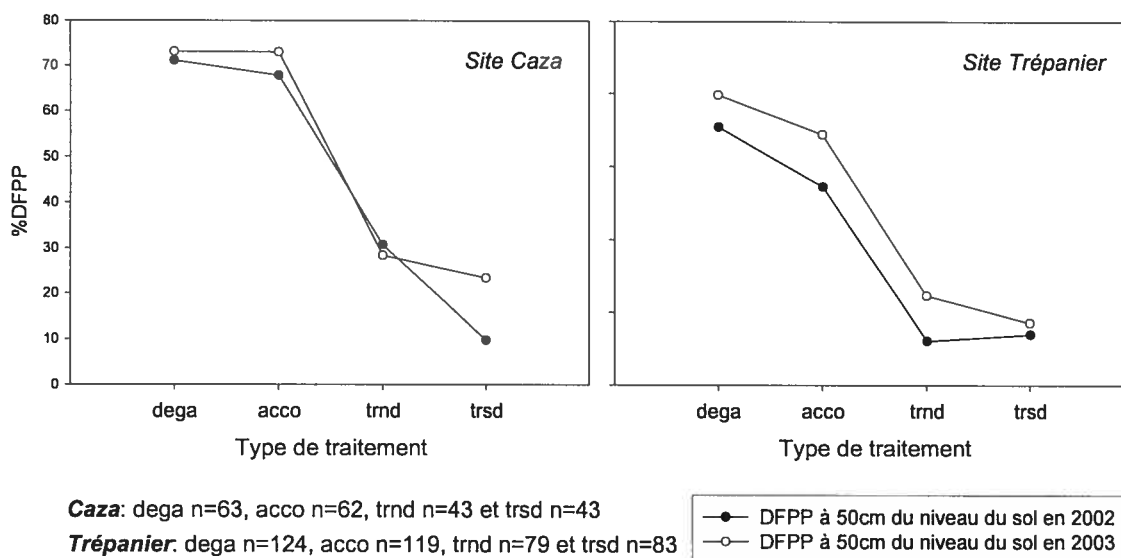 80
70
60
50
40
30
20
10
0
%DFPP
Site Caza
dega acco trnd trsd
Type de traitement
Site Trépanier
dega acco trnd trsd
Type de traitement
Caza: dega n=63, acco n=62, trnd n=43 et trsd n=43
Trépanier: dega n=124, acco n=119, trnd n=79 et trsd n=83
DFPP à 50cm du niveau du sol en 2002
DFPP à 50cm du niveau du sol en 2003